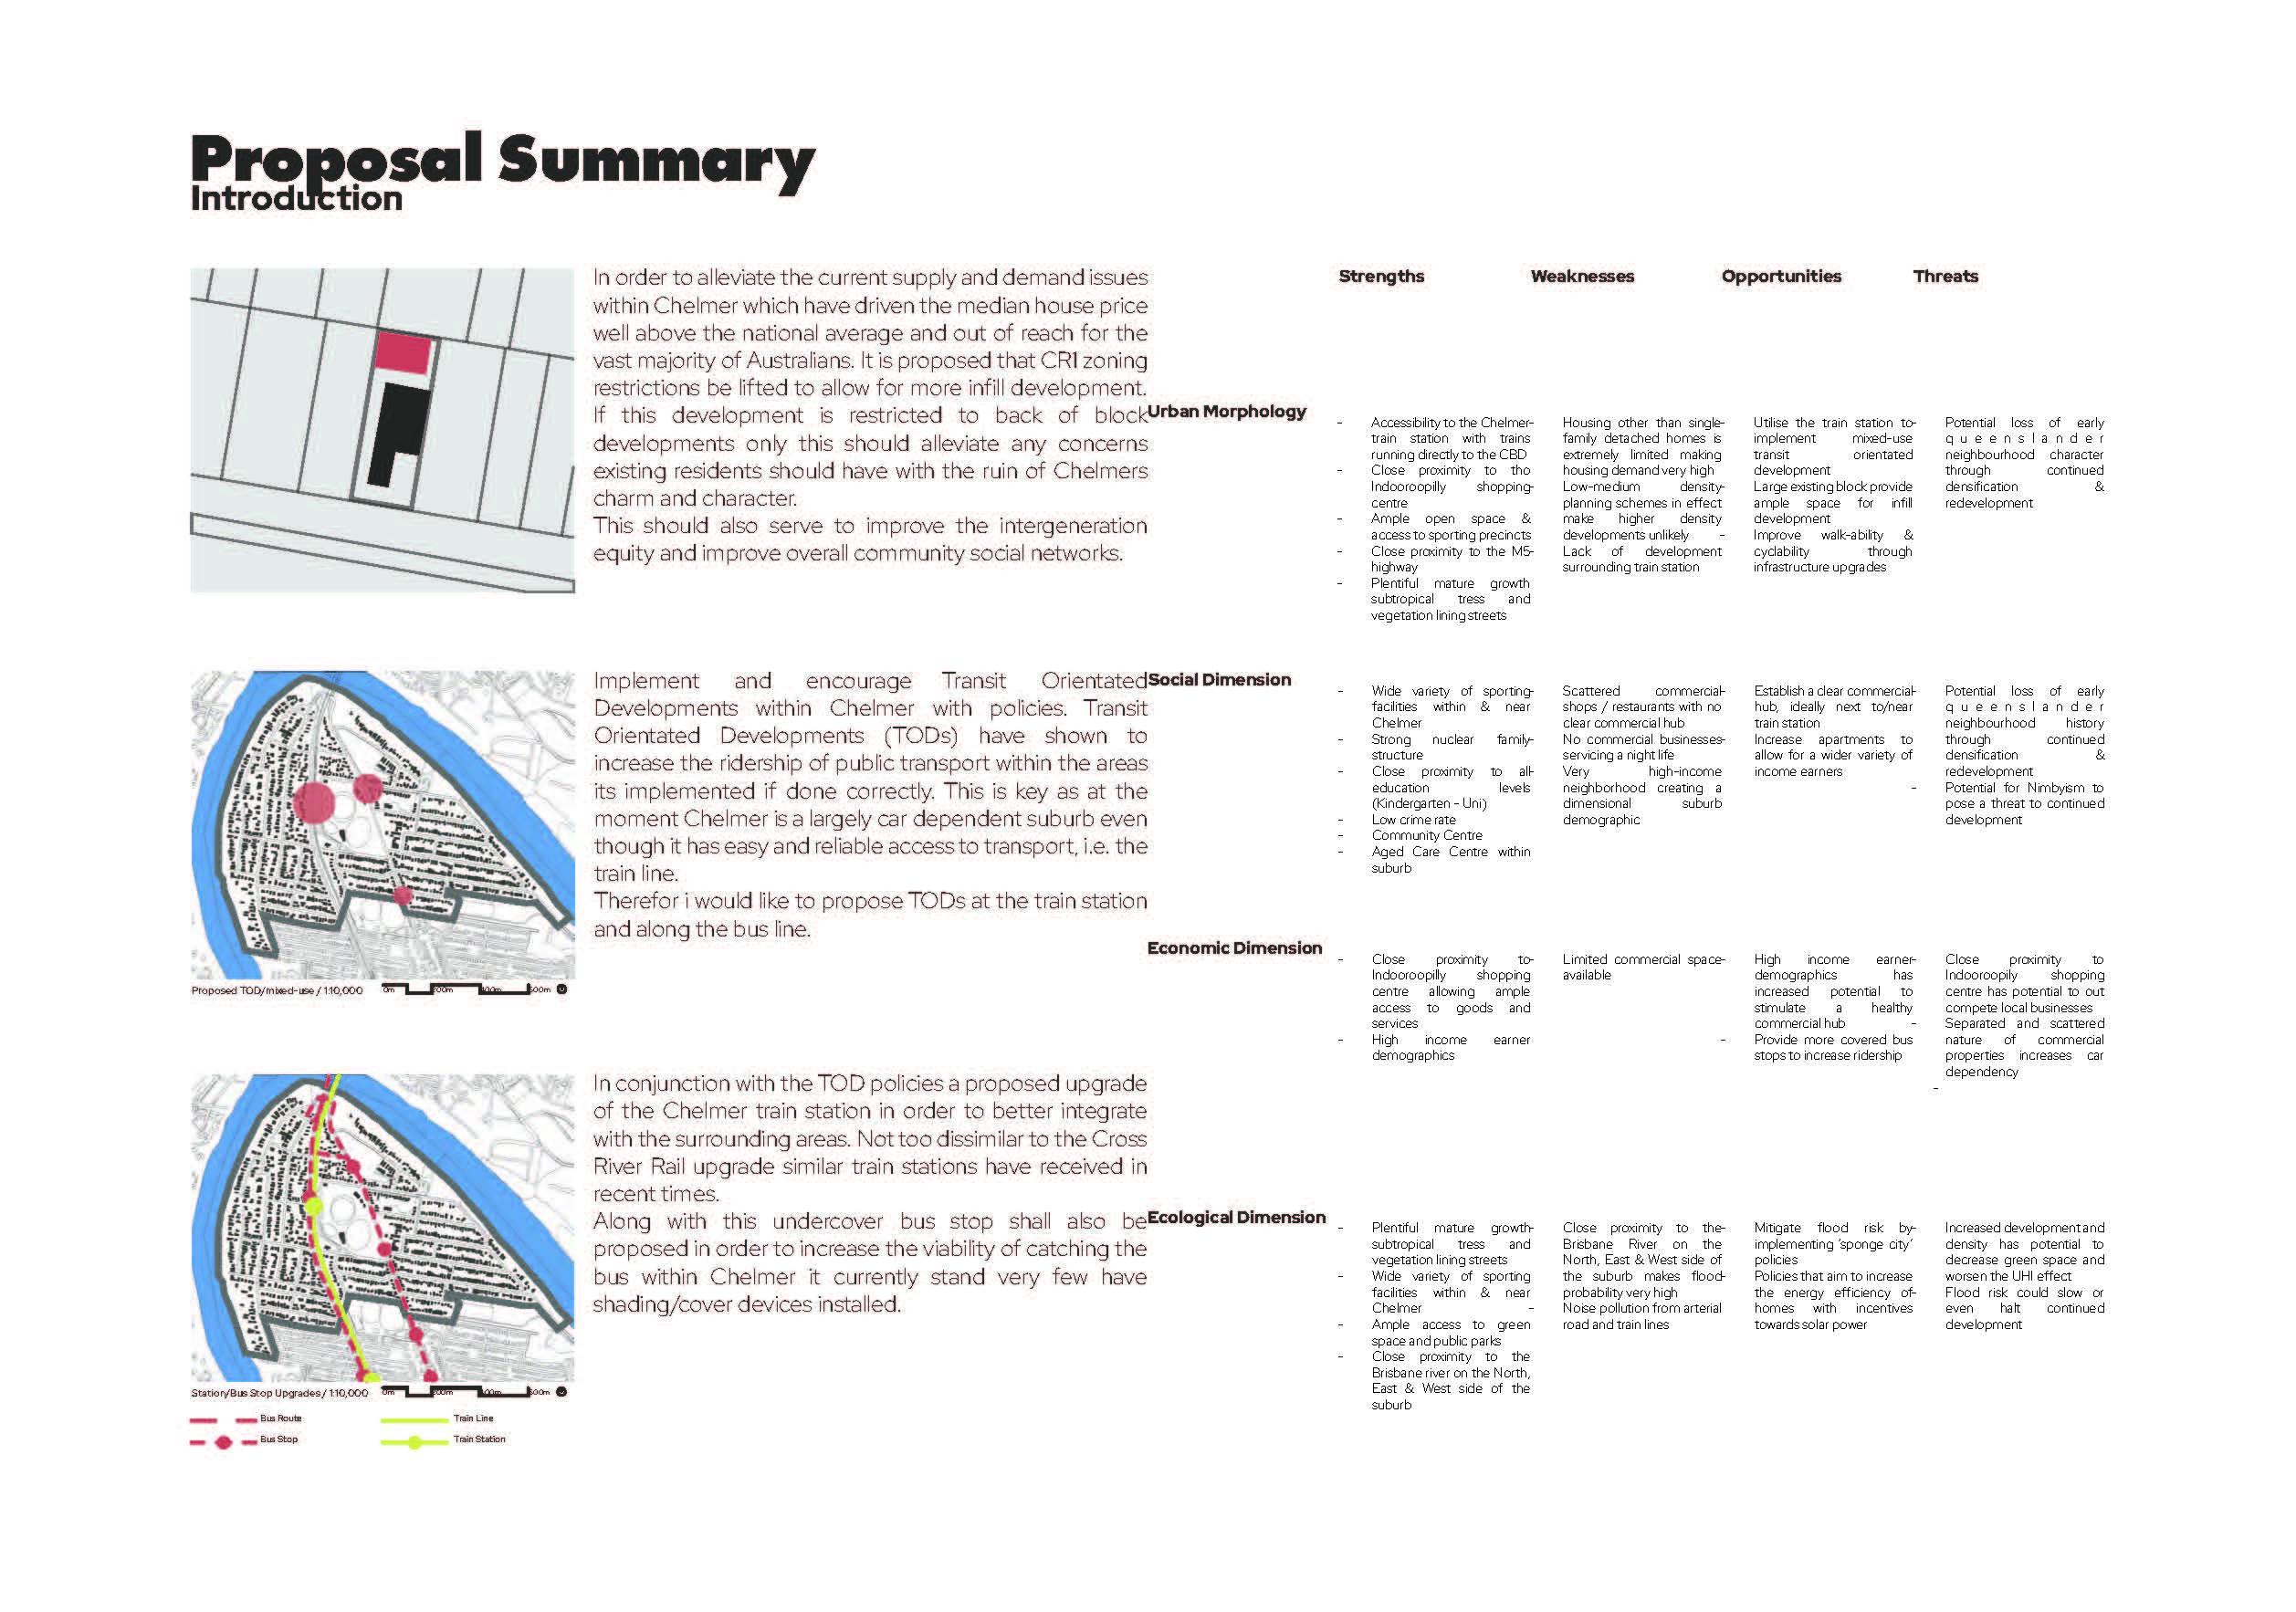 Proposal Summary
Introduction
In order to alleviate the current supply and demand issues
within Chelmer which have driven the median house price
well above the national average and out of reach for the
vast majority of Australians. It is proposed that CR1 zoning
restrictions be lifted to allow for more infill development.
If this development is restricted to back of block
developments only this should alleviate any concerns
existing residents should have with the ruin of Chelmers
charm and character.
This should also serve to improve the intergeneration
equity and improve overall community social networks.
Implement and encourage Transit Orientated
Developments within Chelmer with policies. Transit
Orientated Developments (TODs) have shown to
increase the ridership of public transport within the areas
its implemented if done correctly. This is key as at the
moment Chelmer is a largely car dependent suburb even
though it has easy and reliable access to transport, i.e. the
train line.
Therefor i would like to propose TODs at the train station
and along the bus line.
Proposed TOD/mixed-use / 1:10,000
0m
In conjunction with the TOD policies a proposed upgrade
of the Chelmer train station in order to better integrate
with the surrounding areas. Not too dissimilar to the Cross
River Rail upgrade similar train stations have received in
recent times.
Along with this undercover bus stop shall also be
proposed in order to increase the viability of catching the
bus within Chelmer it currently stand very few have
shading/cover devices installed.
Station/Bus Stop Upgrades / 1:10,000
0m
Bus Route
Train Line
Bus Stop
Train Station
Strengths
Weaknesses
Opportunities
Threats
Urban Morphology
- Accessibility to the Chelmer-
train station with trains
running directly to the CBD
- Close proximity to tho
Indooroopilly shopping-
centre
- Ample open space &
access to sporting precincts
- Close proximity to the M5-
highway
- Plentiful mature growth
subtropical tress and
vegetation lining streets
Housing other than single-
family detached homes is
extremely limited making
housing demand very high
Low-medium density-
planning schemes in effect
make higher density
developments unlikely -
Lack of development
surrounding train station
Utilise the train station to-
implement mixed-use
transit orientated
development
Large existing block provide
ample space for infill
development
Improve walk-ability &
cyclability through
infrastructure upgrades
Potential loss of early
queenslander
neighbourhood character
through continued
densification &
redevelopment
Social Dimension
- Wide variety of sporting-
facilities within & near
Chelmer
- Strong nuclear family-
structure
- Close proximity to all-
education levels
(Kindergarten - Uni)
- Low crime rate
- Community Centre
- Aged Care Centre within
suburb
Scattered commercial-
shops / restaurants with no
clear commercial hub
No commercial businesses-
servicing a night life
Very high-income
neighborhood creating a
dimensional suburb
demographic
Establish a clear commercial-
hub, ideally next to/near
train station
Increase apartments to
allow for a wider variety of
income earners
-
Potential loss of early
queenslander
neighbourhood history
through continued
densification &
redevelopment
Potential for Nimbyism to
pose a threat to continued
development
Economic Dimension
- Close proximity to-
Indooroopilly shopping
centre allowing ample
access to goods and
services
- High income earner
demographics
Limited commercial space-
available
-
High income earner-
demographics has
increased potential to
stimulate a healthy
commercial hub -
Provide more covered bus
stops to increase ridership
Close proximity to
Indooroopily shopping
centre has potential to out
compete local businesses
Separated and scattered
nature of commercial
properties increases car
dependency
-
Ecological Dimension
- Plentiful mature growth-
subtropical tress and
vegetation lining streets
- Wide variety of sporting
facilities within & near
Chelmer -
- Ample access to green
space and public parks
- Close proximity to the
Brisbane river on the North,
East & West side of the
suburb
Close proximity to the-
Brisbane River on the
North, East & West side of
the suburb makes flood-
probability very high
Noise pollution from arterial
road and train lines
Mitigate flood risk by-
implementing 'sponge city'
policies
Policies that aim to increase
the energy efficiency of-
homes with incentives
towards solar power
Increased development and
density has potential to
decrease green space and
worsen the UHI effect
Flood risk could slow or
even halt continued
development